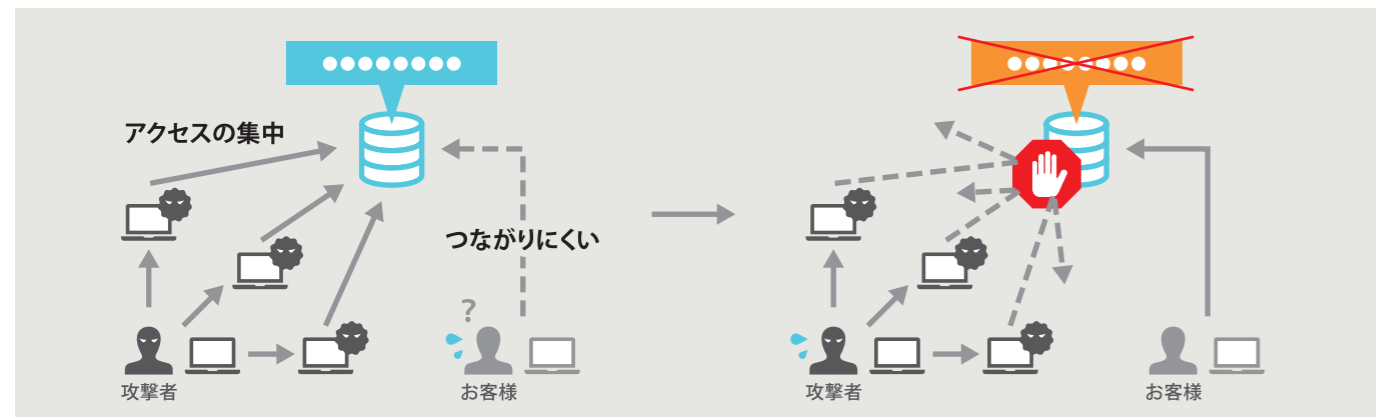 アクセスの集中
つながりにくい
?
攻撃者
お客様
攻撃者
お客様